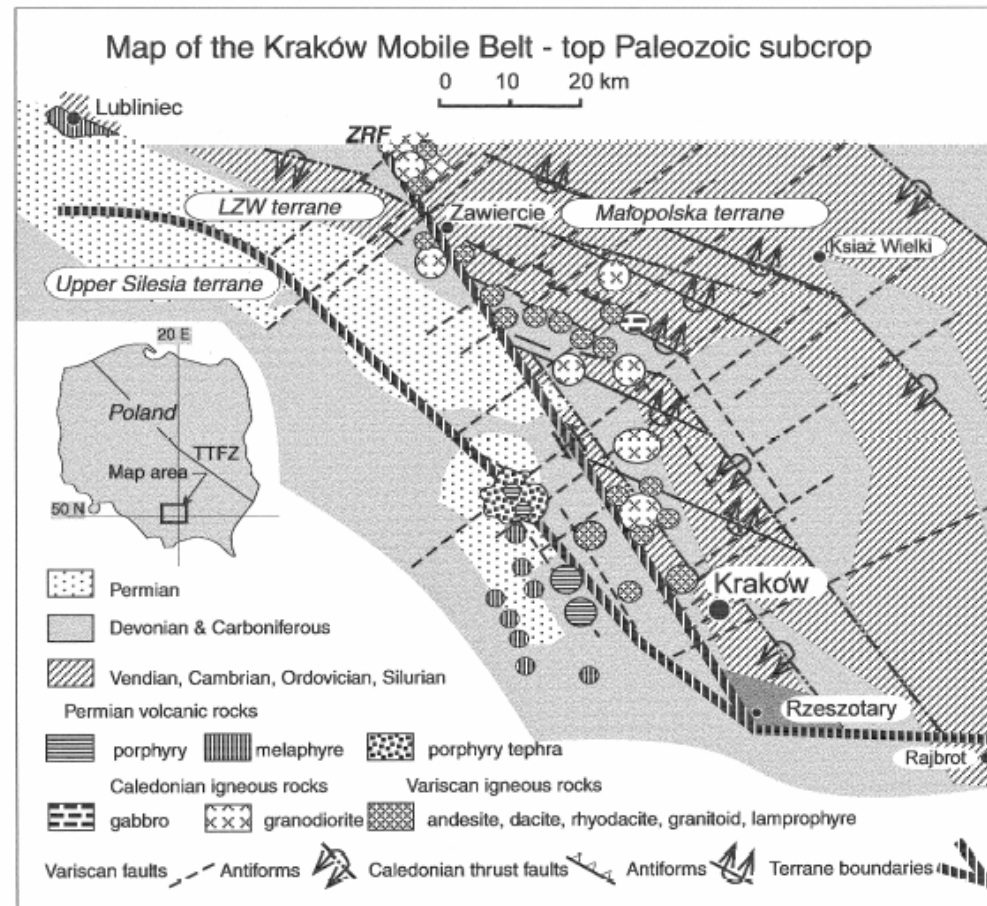 Map of the Kraków Mobile Belt - top Paleozoic subcrop
0 10 20 km
Lubliniec
ZRF
LZW terrane
Zawiercie
Małopolska terrane
Ksiaż Wielki
Upper Silesia terrane
20 E
Poland
TTFZ
Map area
50 N
Kraków
Permian
Devonian & Carboniferous
Vendian, Cambrian, Ordovician, Silurian
Rzeszotary
Permian volcanic rocks
porphyry melaphyre porphyry tephra
Rajbrot
Caledonian igneous rocks Variscan igneous rocks
gabbro granodiorite andesite, dacite, rhyodacite, granitoid, lamprophyre
Variscan faults Antiforms Caledonian thrust faults Antiforms Terrane boundaries